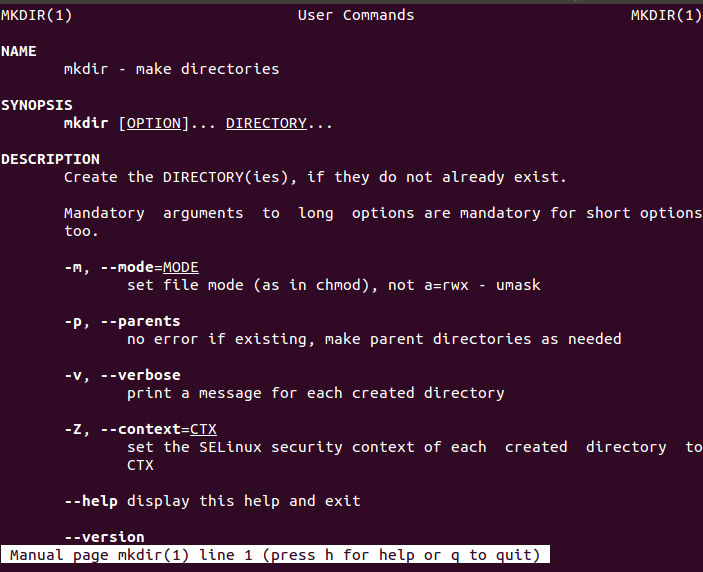 MKDIR(1)                         User Commands                        MKDIR(1)
NAME
mkdir - make directories
SYNOPSIS
mkdir [OPTION]... DIRECTORY...
DESCRIPTION
Create the DIRECTORY(ies), if they do not already exist.
Mandatory  arguments  to  long  options are mandatory for short options
too.
-m, --mode=MODE
set file mode (as in chmod), not a=rwx - umask
-p, --parents
no error if existing, make parent directories as needed
-v, --verbose
print a message for each created directory
-Z, --context=CTX
set the SELinux security context of each  created  directory  to
CTX
--help display this help and exit
--version
Manual page mkdir(1) line 1 (press h for help or q to quit)